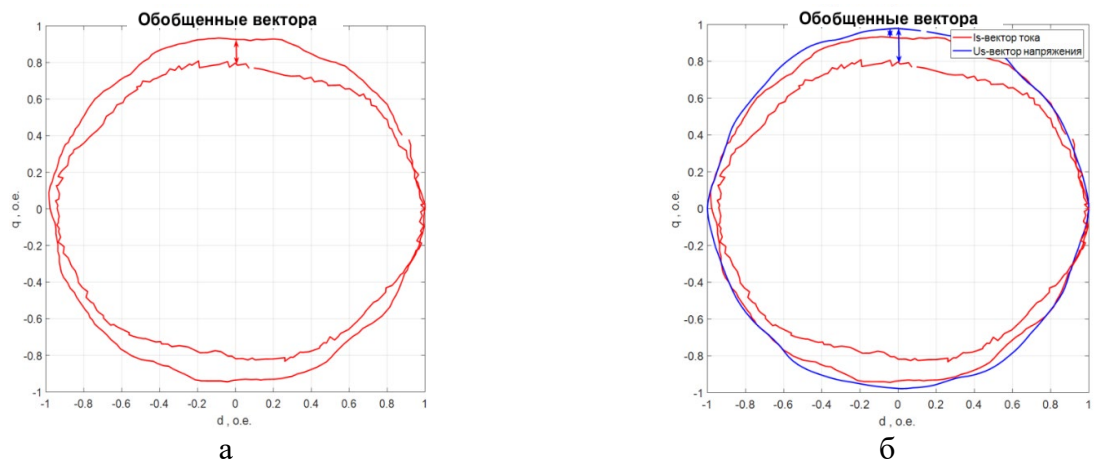 Обобщенные вектора
1
0.8
0.6
0.4
0.2
0
-0.2
-0.4
-0.6
-0.8
-1
q , о.е.
-1 -0.8 -0.6 -0.4 -0.2 0 0.2 0.4 0.6 0.8 1
d , о.е.
а
Обобщенные вектора
Is-вектор тока
Us-вектор напряжения
1
0.8
0.6
0.4
0.2
0
-0.2
-0.4
-0.6
-0.8
-1
q , о.е.
-1 -0.8 -0.6 -0.4 -0.2 0 0.2 0.4 0.6 0.8 1
d , о.е.
б